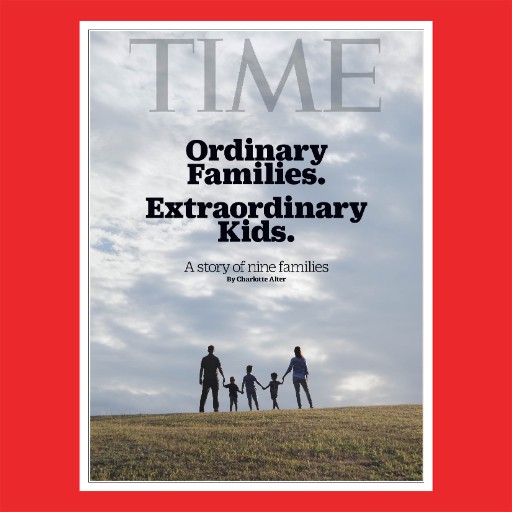 TIME
Ordinary
Families.
Extraordinary
Kids.
A story of nine families
By Charlotte Alter